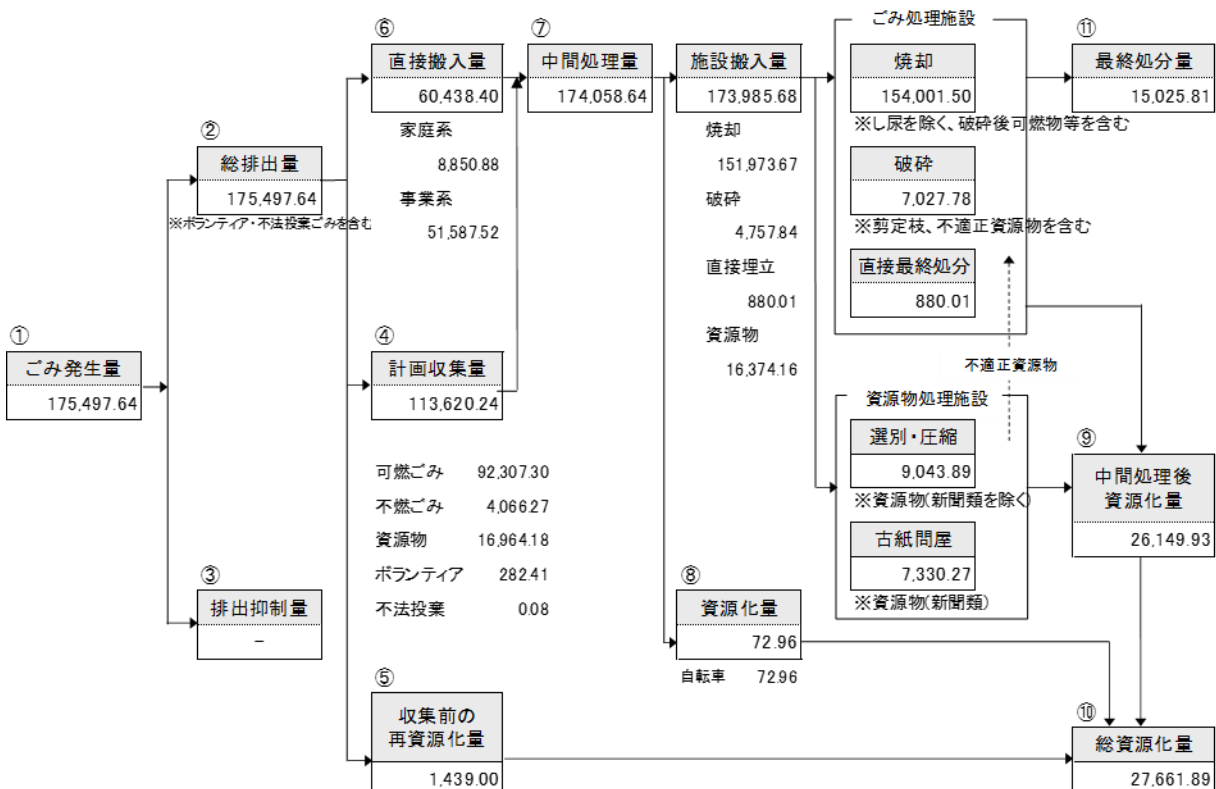 ①
ごみ発生量
175,497.64
②
総排出量
175,497.64
※ボランティア・不法投棄ごみを含む
③
排出抑制量
－
⑥
直接搬入量
60,438.40
家庭系
8,850.88
事業系
51,587.52
④
計画収集量
113,620.24
可燃ごみ 92,307.30
不燃ごみ 4,066.27
資源物 16,964.18
ボランティア 282.41
不法投棄 0.08
⑤
収集前の
再資源化量
1,439.00
⑦
中間処理量
174,058.64
施設搬入量
173,985.68
焼却
151,973.67
破砕
4,757.84
直接埋立
880.01
資源物
16,374.16
⑧
資源化量
72.96
自転車 72.96
ごみ処理施設
焼却
154,001.50
※し尿を除く、破砕後可燃物等を含む
破砕
7,027.78
※剪定枝、不適正資源物を含む
直接最終処分
880.01
不適正資源物
資源物処理施設
選別・圧縮
9,043.89
※資源物(新聞類を除く)
古紙問屋
7,330.27
※資源物(新聞類)
⑪
最終処分量
15,025.81
⑨
中間処理後
資源化量
26,149.93
⑩
総資源化量
27,661.89